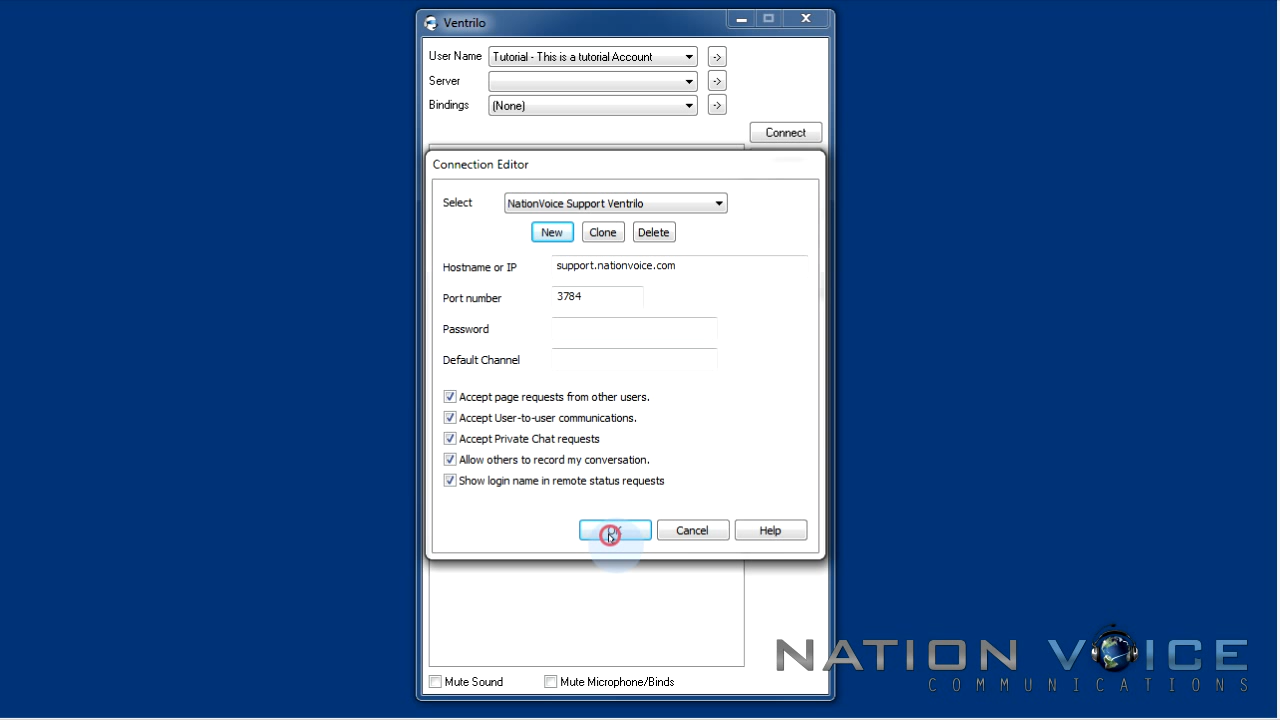 Ventrilo
User Name Tutorial - This is a tutorial Account ->
Server ->
Bindings (None) ->
Connect
Connection Editor
Select NationVoice Support Ventrilo
New Clone Delete
Hostname or IP support.nationvoice.com
Port number 3784
Password
Default Channel
Accept page requests from other users.
Accept User-to-user communications.
Accept Private Chat requests
Allow others to record my conversation.
Show login name in remote status requests
OK Cancel Help
NATION VOICE
COMMUNICATIONS
Mute Sound Mute Microphone/Binds